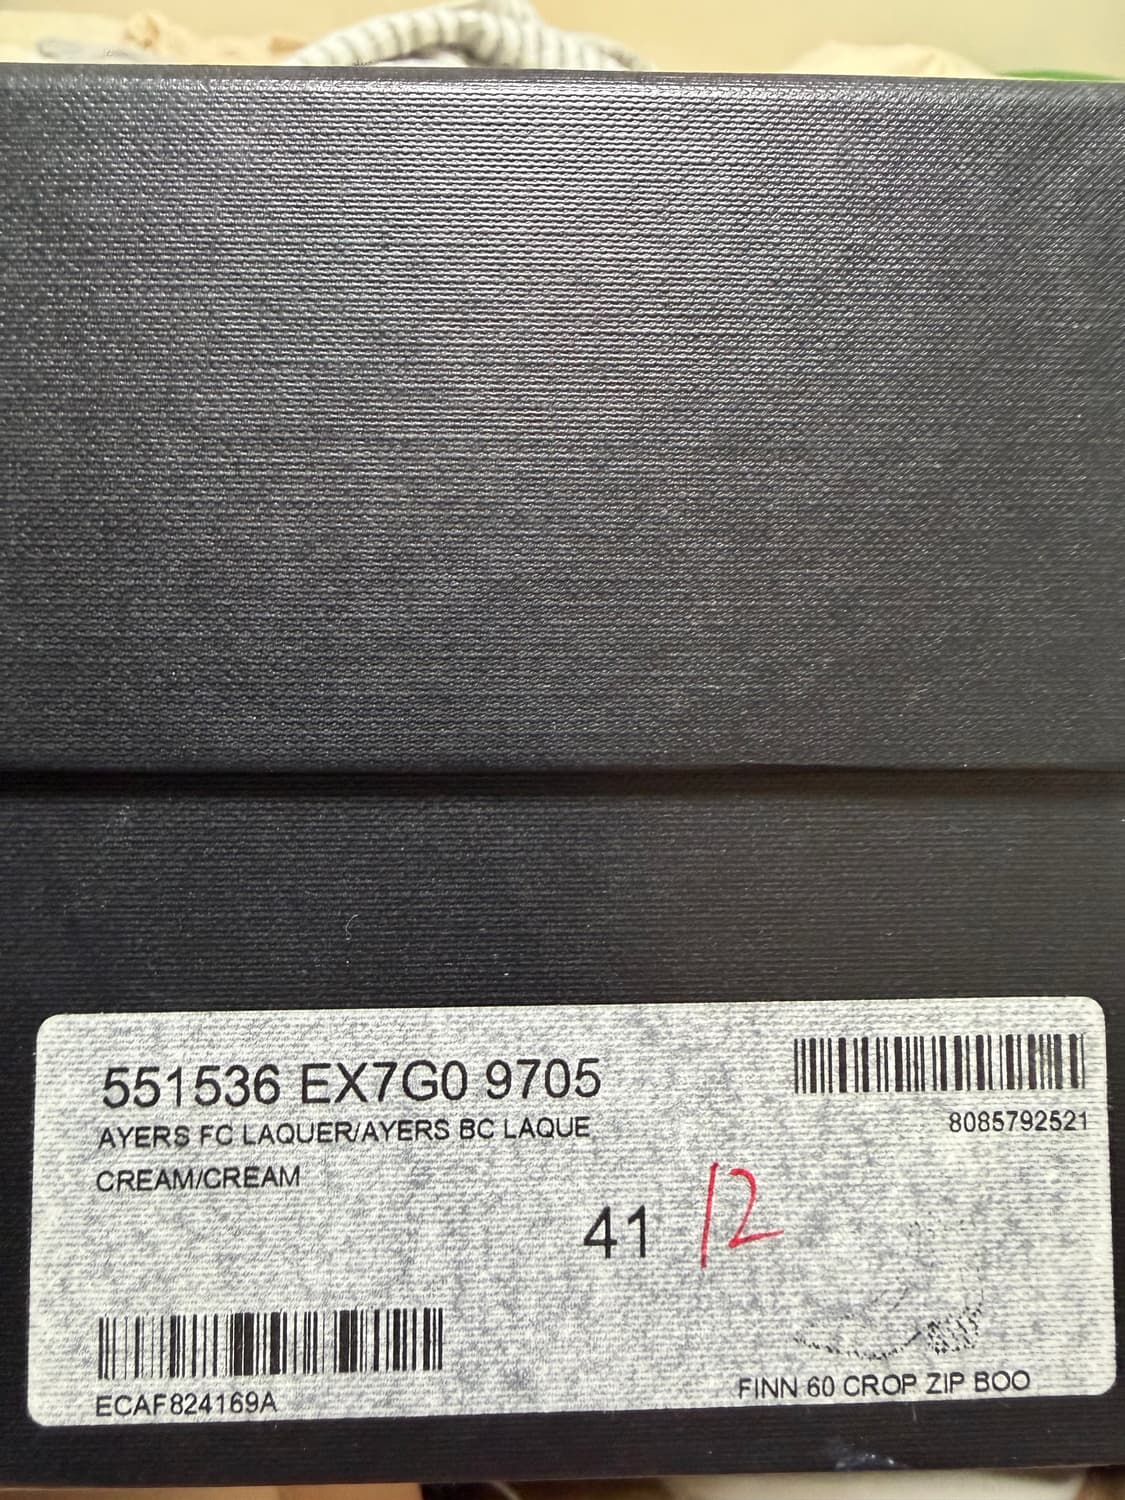 551536 EX7G0 9705
8085792521
AYERS FC LAQUER/AYERS BC LAQUE
CREAM/CREAM
41 12
ECAF824169A
FINN 60 CROP ZIP BOO